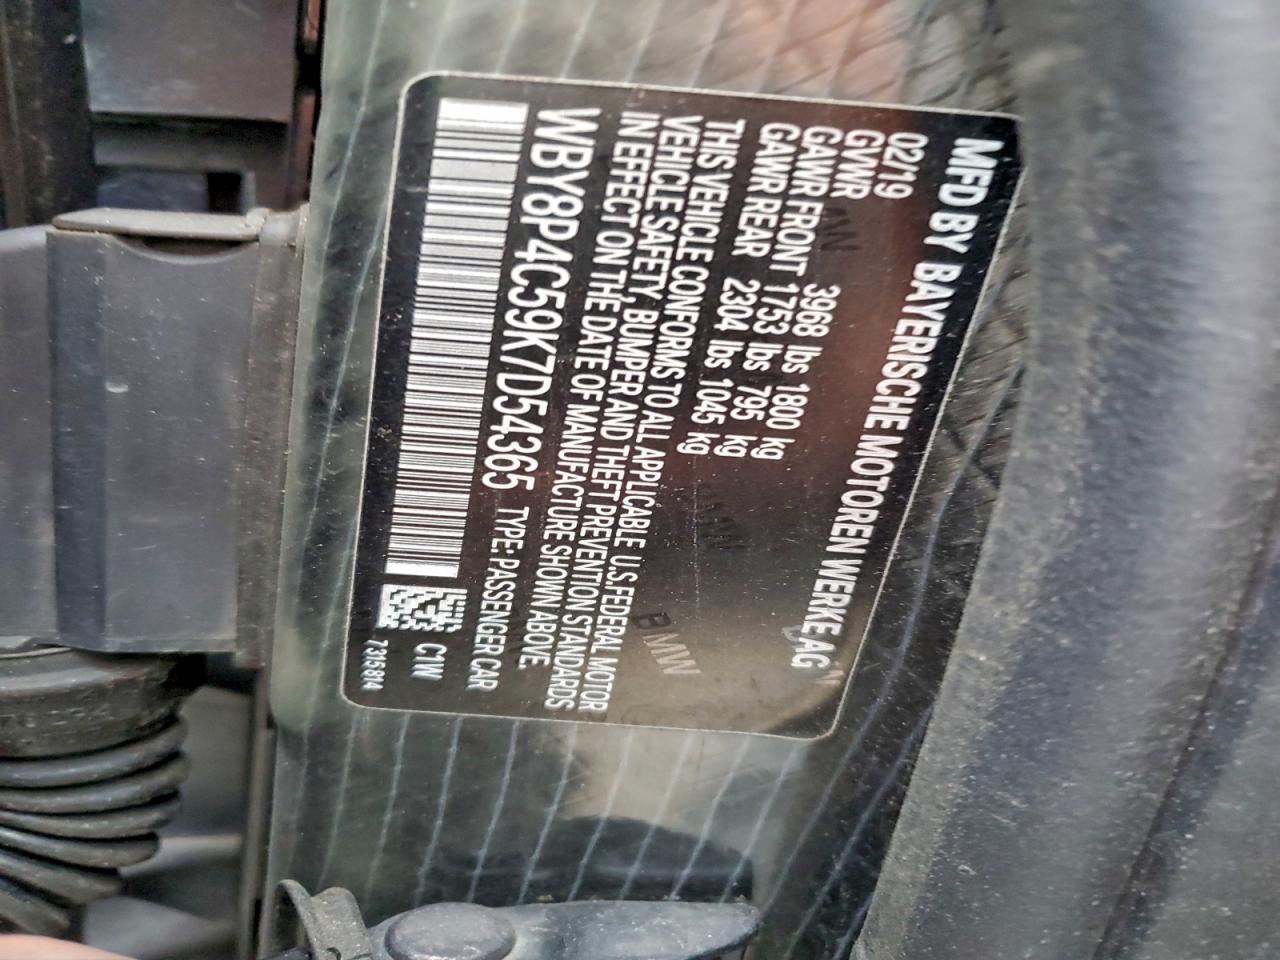 MFD BY BAYERISCHE MOTOREN WERKE AG
02/19
GVWR 3968 lbs 1800 kg
GAWR FRONT 1753 lbs 795 kg
GAWR REAR 2304 lbs 1045 kg
THIS VEHICLE CONFORMS TO ALL APPLICABLE U.S.FEDERAL MOTOR
VEHICLE SAFETY, BUMPER AND THEFT PREVENTION STANDARDS
IN EFFECT ON THE DATE OF MANUFACTURE SHOWN ABOVE
WBY8P4C59K7D54365 TYPE: PASSENGER CAR
C1W
7315814
BMW